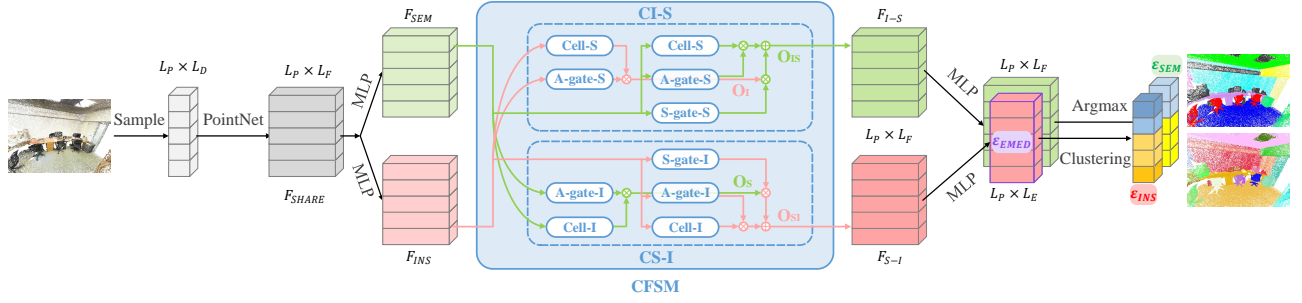 CI-S
F_SEM
F_{I-S}
Cell-S
Cell-S
O_IS
ε_SEM
L_P × L_D
L_P × L_F
MLP
A-gate-S
A-gate-S
O_I
MLP
L_P × L_F
Argmax
Sample
PointNet
S-gate-S
L_P × L_F
ε_EMED
Clustering
MLP
S-gate-I
MLP
L_P × L_E
ε_INS
F_SHARE
A-gate-I
A-gate-I
O_S
Cell-I
Cell-I
O_SI
F_INS
CS-I
F_{S-I}
CFSM